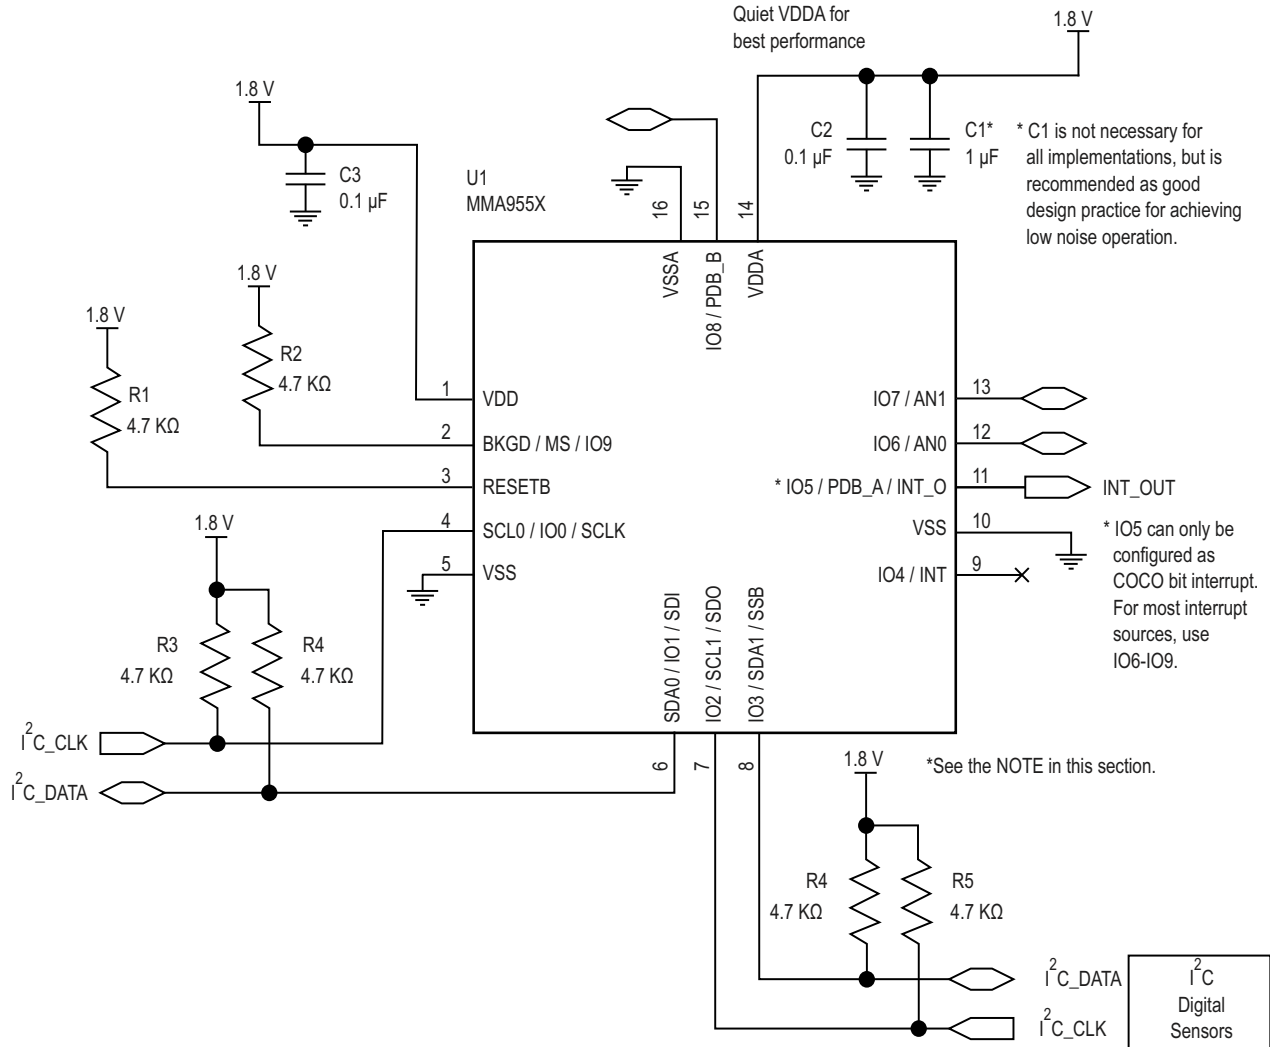 Quiet VDDA for
best performance
1.8 V
1.8 V
C3
0.1 µF
C2
0.1 µF
C1*
1 µF
* C1 is not necessary for
all implementations, but is
recommended as good
design practice for achieving
low noise operation.
U1
MMA955X
16
15
14
VSSA
IO8 / PDB_B
VDDA
1.8 V
1.8 V
R2
4.7 KΩ
R1
4.7 KΩ
1
VDD
2
BKGD / MS / IO9
3
RESETB
4
SCL0 / IO0 / SCLK
5
VSS
IO7 / AN1
13
IO6 / AN0
12
* IO5 / PDB_A / INT_O
11
INT_OUT
VSS
10
IO4 / INT
9
* IO5 can only be
configured as
COCO bit interrupt.
For most interrupt
sources, use
IO6-IO9.
1.8 V
R3
4.7 KΩ
R4
4.7 KΩ
SDA0 / IO1 / SDI
IO2 / SCL1 / SDO
IO3 / SDA1 / SSB
6
7
8
I²C_CLK
I²C_DATA
1.8 V
*See the NOTE in this section.
R4
4.7 KΩ
R5
4.7 KΩ
I²C_DATA
I²C_CLK
I²C
Digital
Sensors